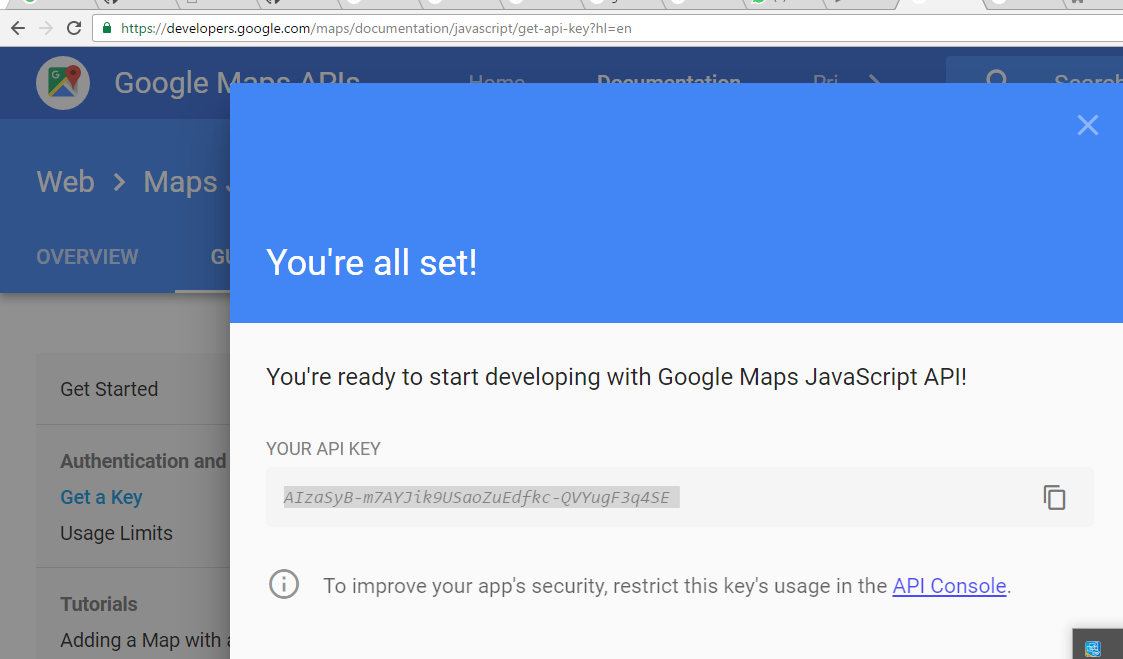 https://developers.google.com/maps/documentation/javascript/get-api-key?hl=en
Google Maps APIs
Home Documentation Search
Web > Maps
OVERVIEW
You're all set!
You're ready to start developing with Google Maps JavaScript API!
Get Started
YOUR API KEY
Authentication and
Get a Key
AIzaSyB-m7AYJik9USaoZuEdfkc-QVYugF3q4SE
Usage Limits
To improve your app's security, restrict this key's usage in the API Console.
Tutorials
Adding a Map with a